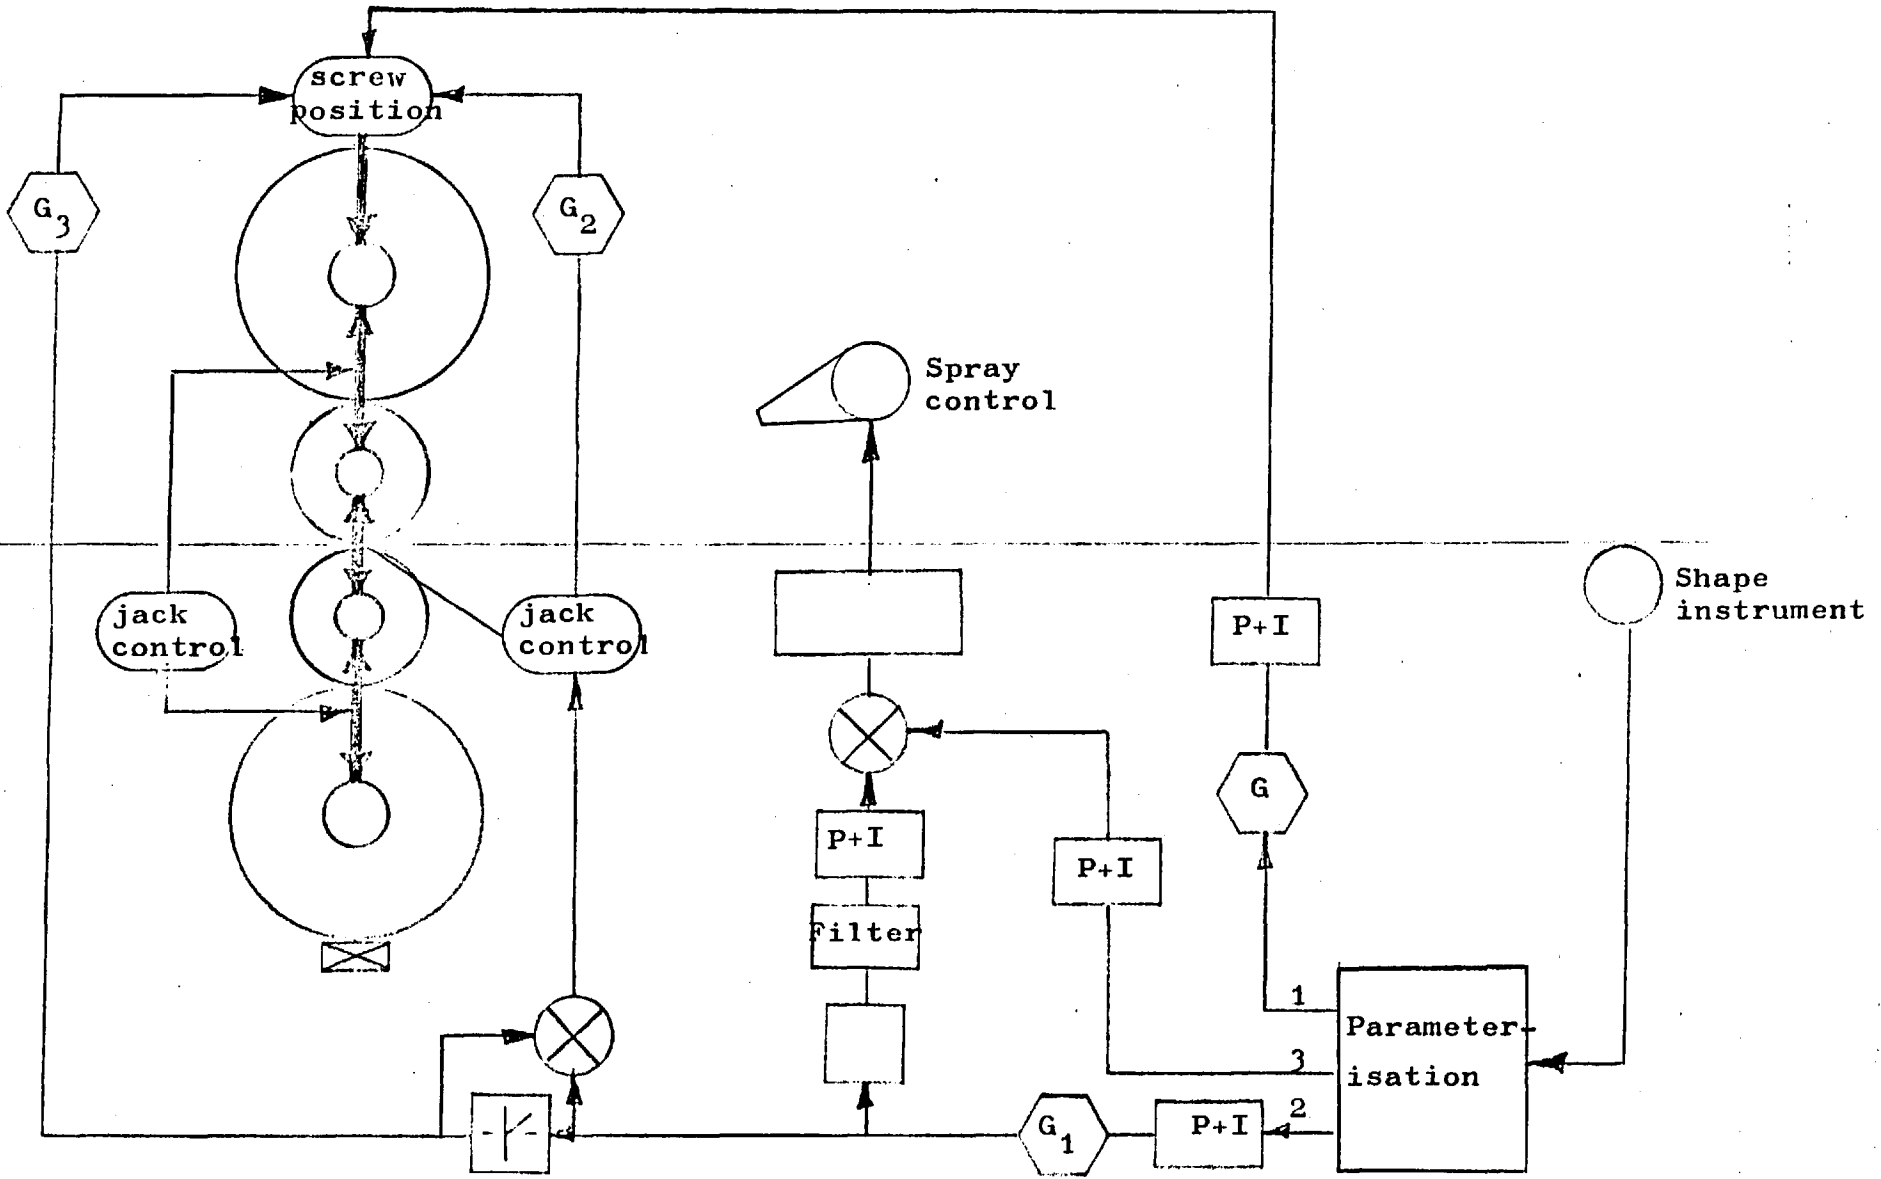 screw
position
G3
G2
Spray
control
Shape
instrument
jack
control
jack
control
P+I
G
P+I
P+I
Filter
1
Parameter-
3
isation
2
G1
P+I